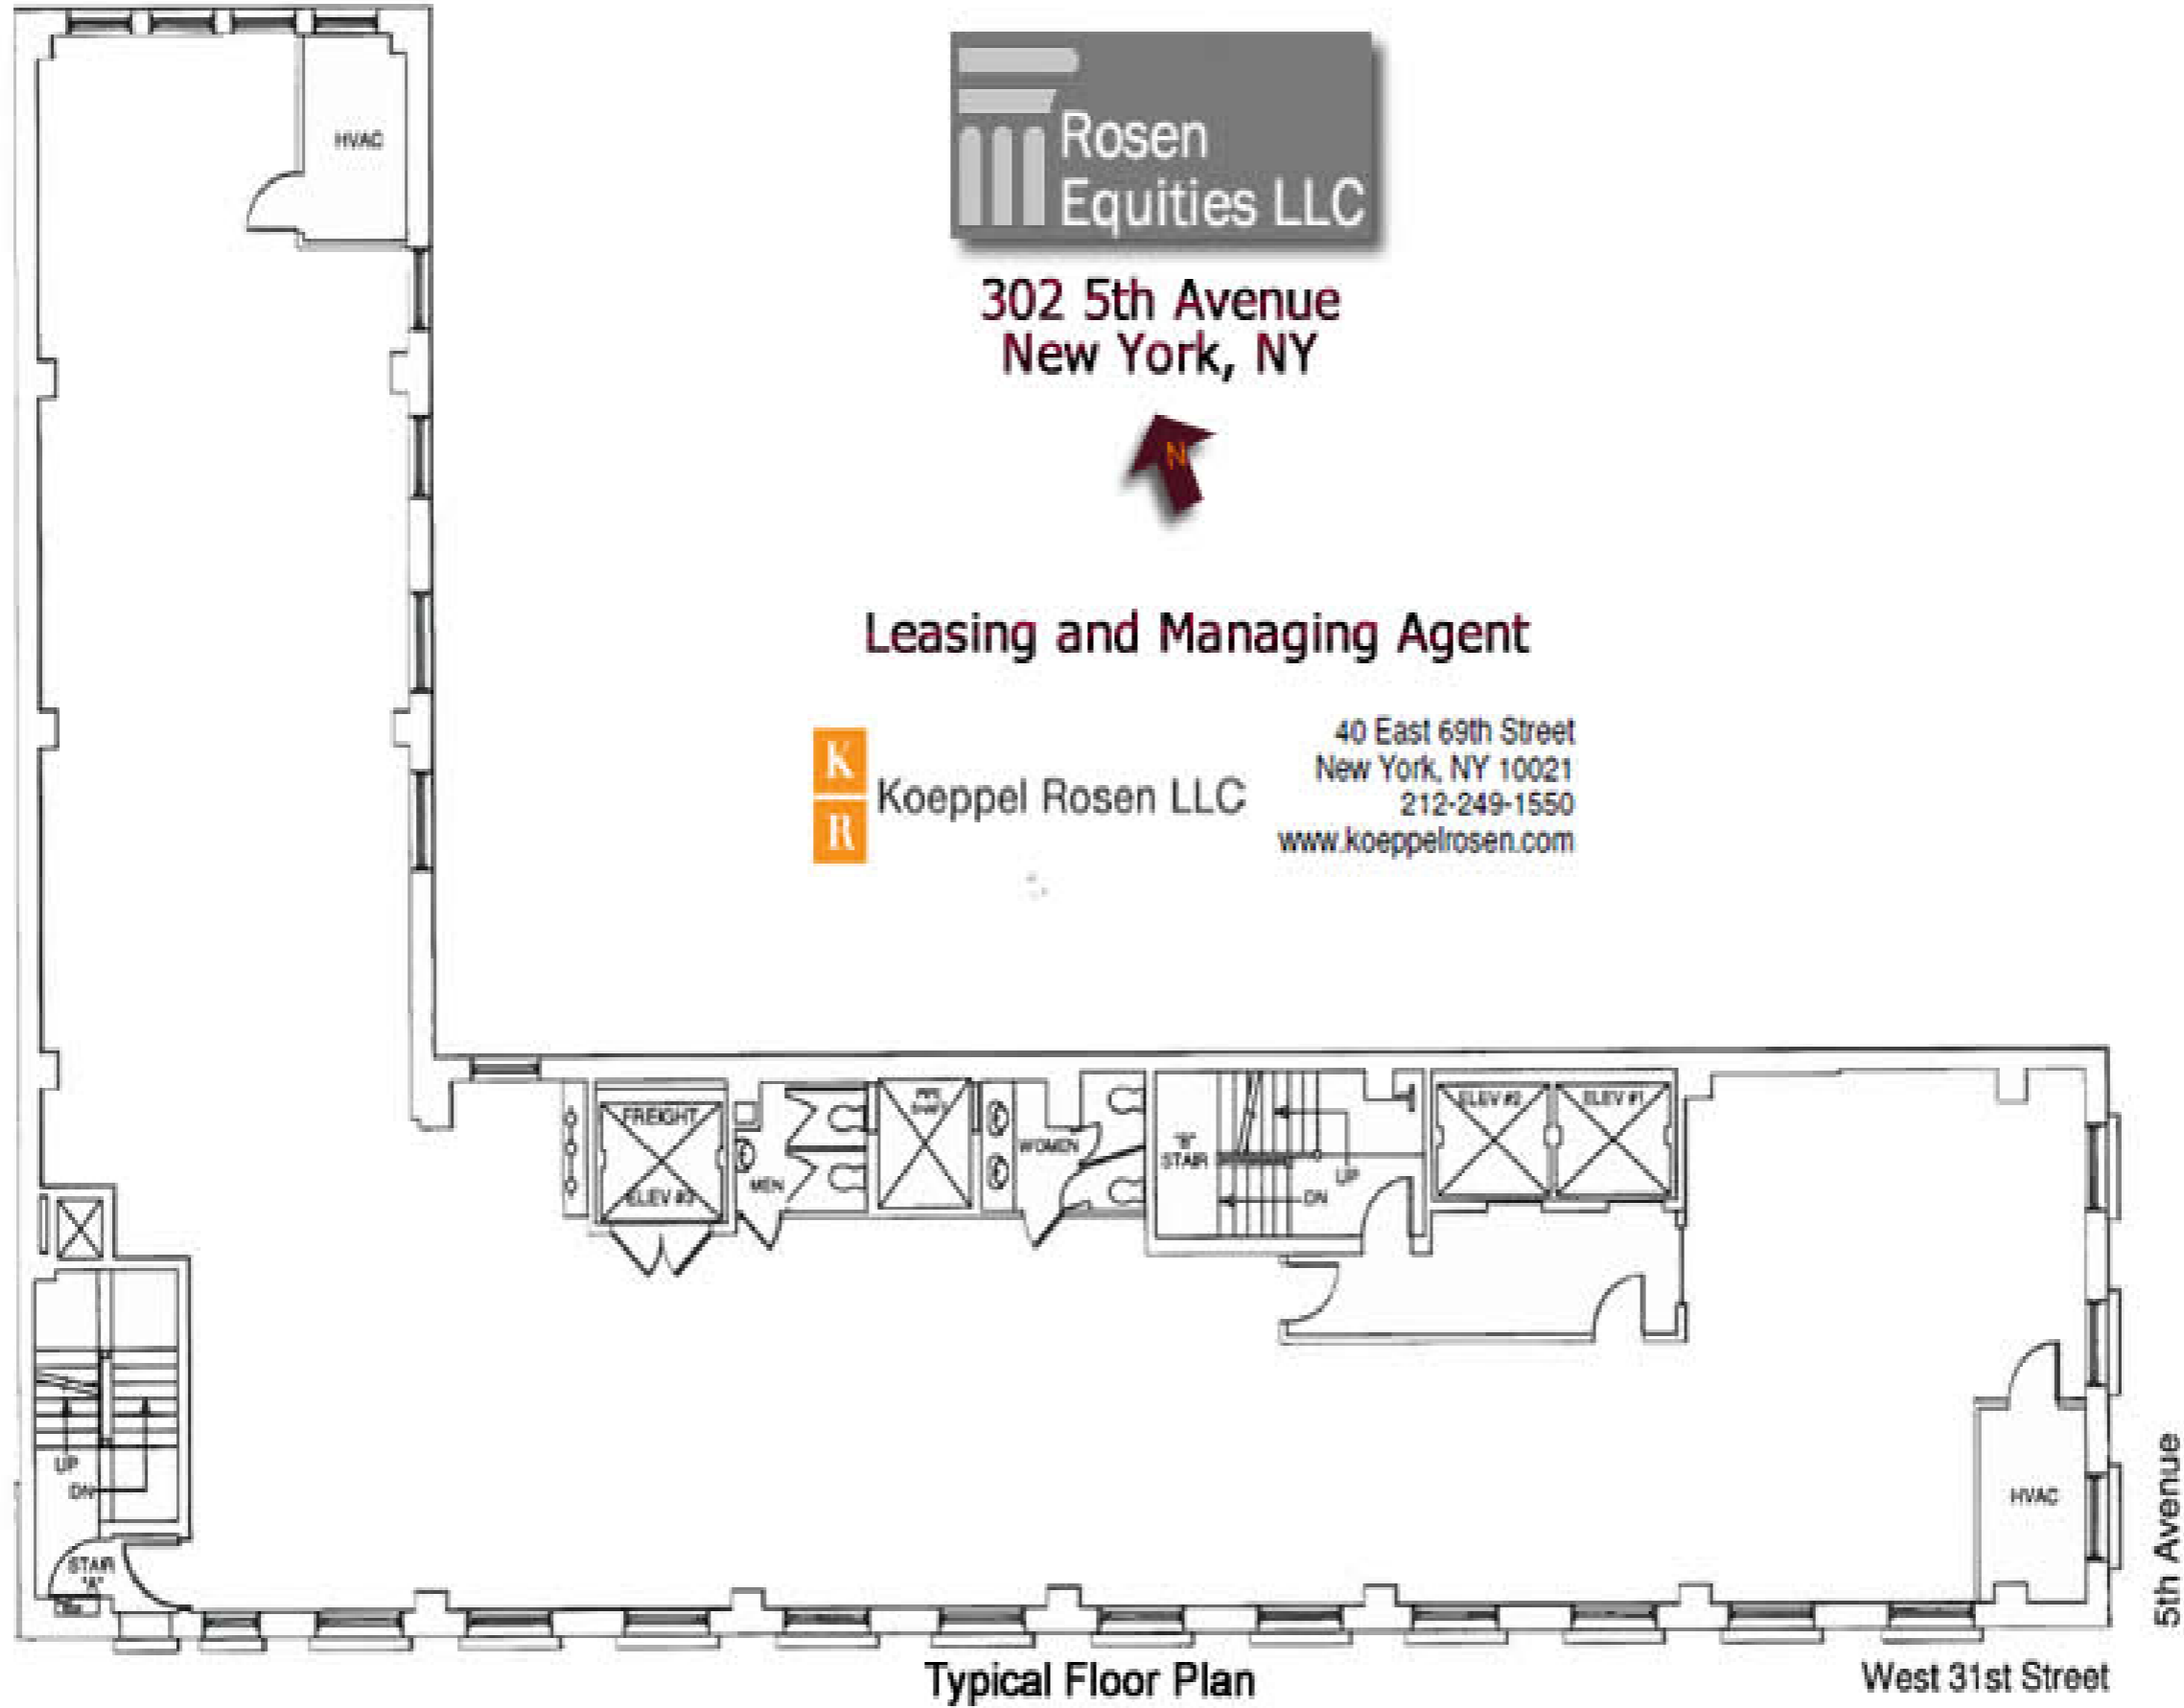 HVAC
Rosen
Equities LLC
302 5th Avenue
New York, NY
N
Leasing and Managing Agent
K
R
Koeppel Rosen LLC
40 East 69th Street
New York, NY 10021
212-249-1550
www.koeppelrosen.com
FREIGHT
ELEV #3
MEN
PIPE
SHAFT
WOMEN
"B"
STAIR
UP
DN
ELEV #2
ELEV #1
UP
DN
STAIR
"A"
HVAC
5th Avenue
Typical Floor Plan
West 31st Street